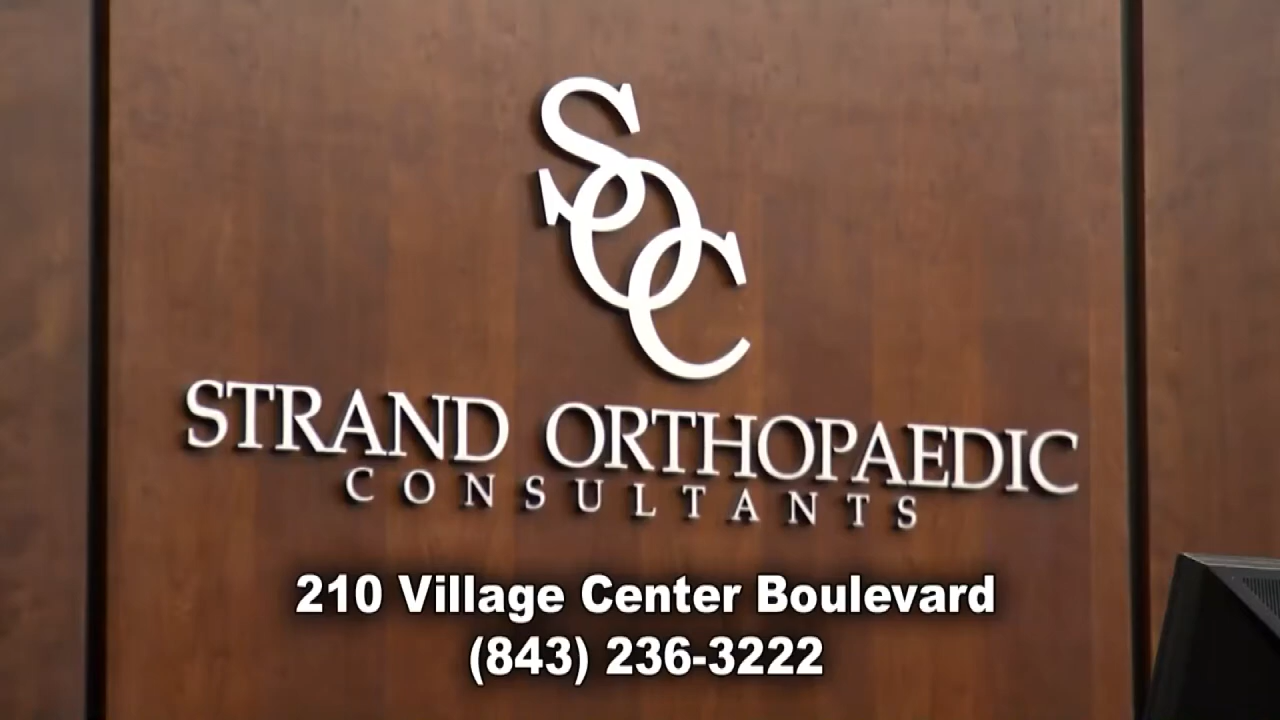 SOC
STRAND ORTHOPAEDIC
CONSULTANTS
210 Village Center Boulevard
(843) 236-3222